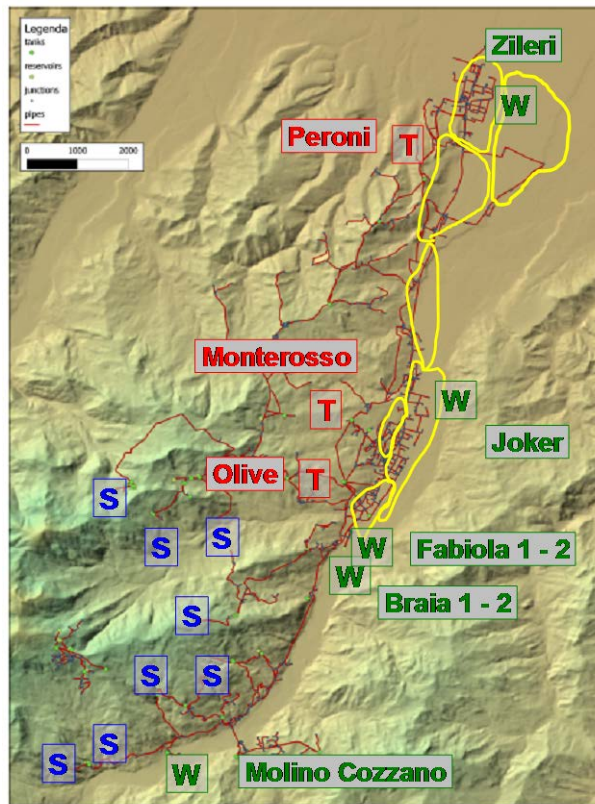 Legenda
tanks
reservoirs
junctions
pipes
0 1000 2000
Zileri
W
Peroni
T
Monterosso
T
W
Joker
Olive
T
S
S
S
W
Fabiola 1 - 2
W
Braia 1 - 2
S
S
S
S
S
W
Molino Cozzano